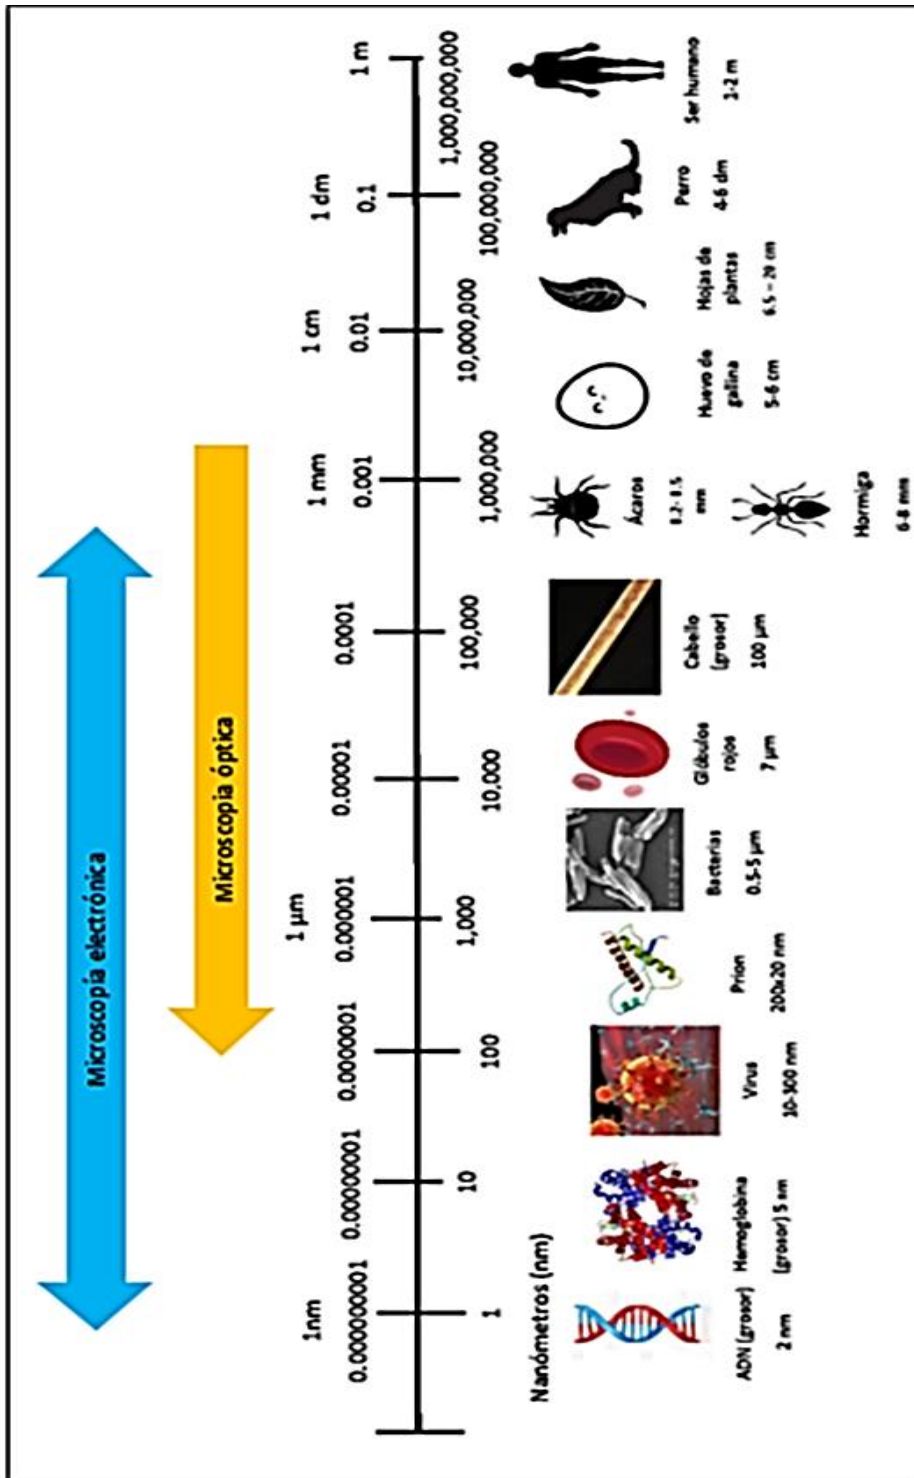 Microscopía electrónica
Microscopía óptica
1nm
1 µm
1 mm
1 cm
1 dm
1 m
0.000000001
0.00000001
0.0000001
0.000001
0.00001
0.0001
0.001
0.01
0.1
1
10
100
1,000
10,000
100,000
1,000,000
10,000,000
100,000,000
1,000,000,000
Nanómetros (nm)
ADN (grosor)
2 nm
Hemoglobina
(grosor) 5 nm
Virus
10-300 nm
Prion
200x20 nm
Bacterias
0.5-5 µm
Glóbulos
rojos
7 µm
Cabello
(grosor)
100 µm
Ácaros
mm
Hormiga
6-8 mm
Huevo de
gallina
5-6 cm
Hojas de
plantas
6.5 – 20 cm
Perro
4-6 dm
Ser humano
1-2 m